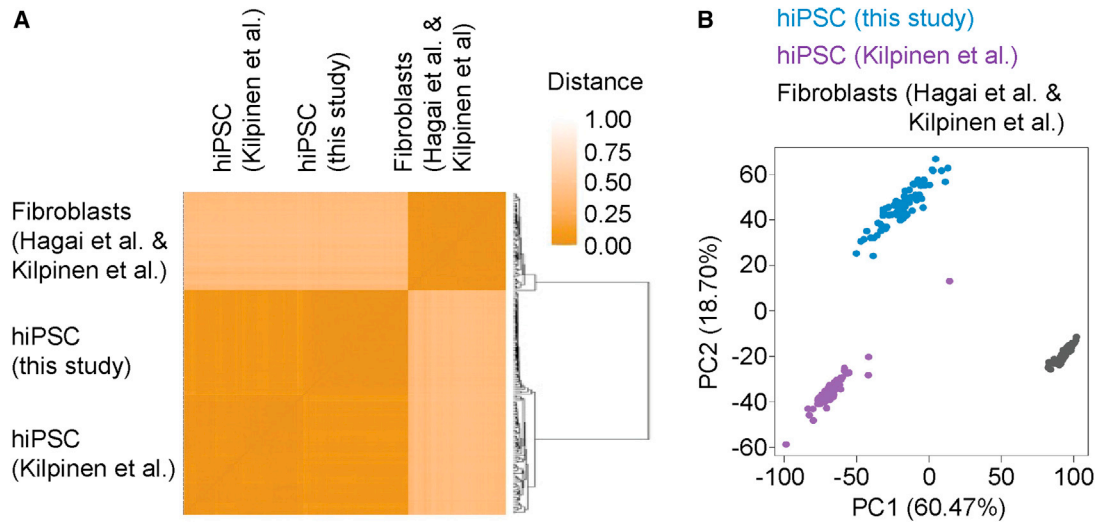 A
hiPSC
(Kilpinen et al.)
hiPSC
(this study)
Fibroblasts
(Hagai et al. &
Kilpinen et al)
Distance
1.00
0.75
0.50
0.25
0.00
Fibroblasts
(Hagai et al. &
Kilpinen et al.)
hiPSC
(this study)
hiPSC
(Kilpinen et al.)
B
hiPSC (this study)
hiPSC (Kilpinen et al.)
Fibroblasts (Hagai et al. &
Kilpinen et al.)
PC2 (18.70%)
60
40
20
0
-20
-40
-60
-100
-50
0
50
100
PC1 (60.47%)